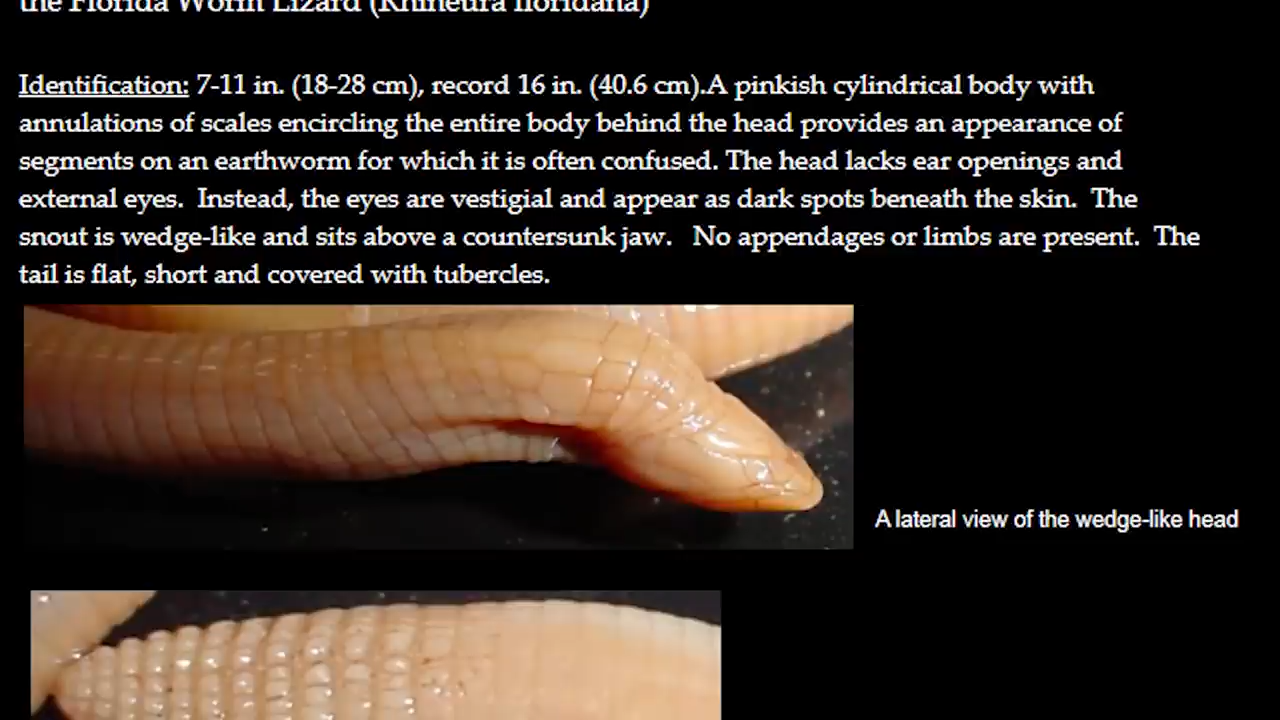 the Florida Worm Lizard (Rhineura floridana)
Identification: 7-11 in. (18-28 cm), record 16 in. (40.6 cm).A pinkish cylindrical body with
annulations of scales encircling the entire body behind the head provides an appearance of
segments on an earthworm for which it is often confused. The head lacks ear openings and
external eyes.  Instead, the eyes are vestigial and appear as dark spots beneath the skin.  The
snout is wedge-like and sits above a countersunk jaw.   No appendages or limbs are present.  The
tail is flat, short and covered with tubercles.
A lateral view of the wedge-like head